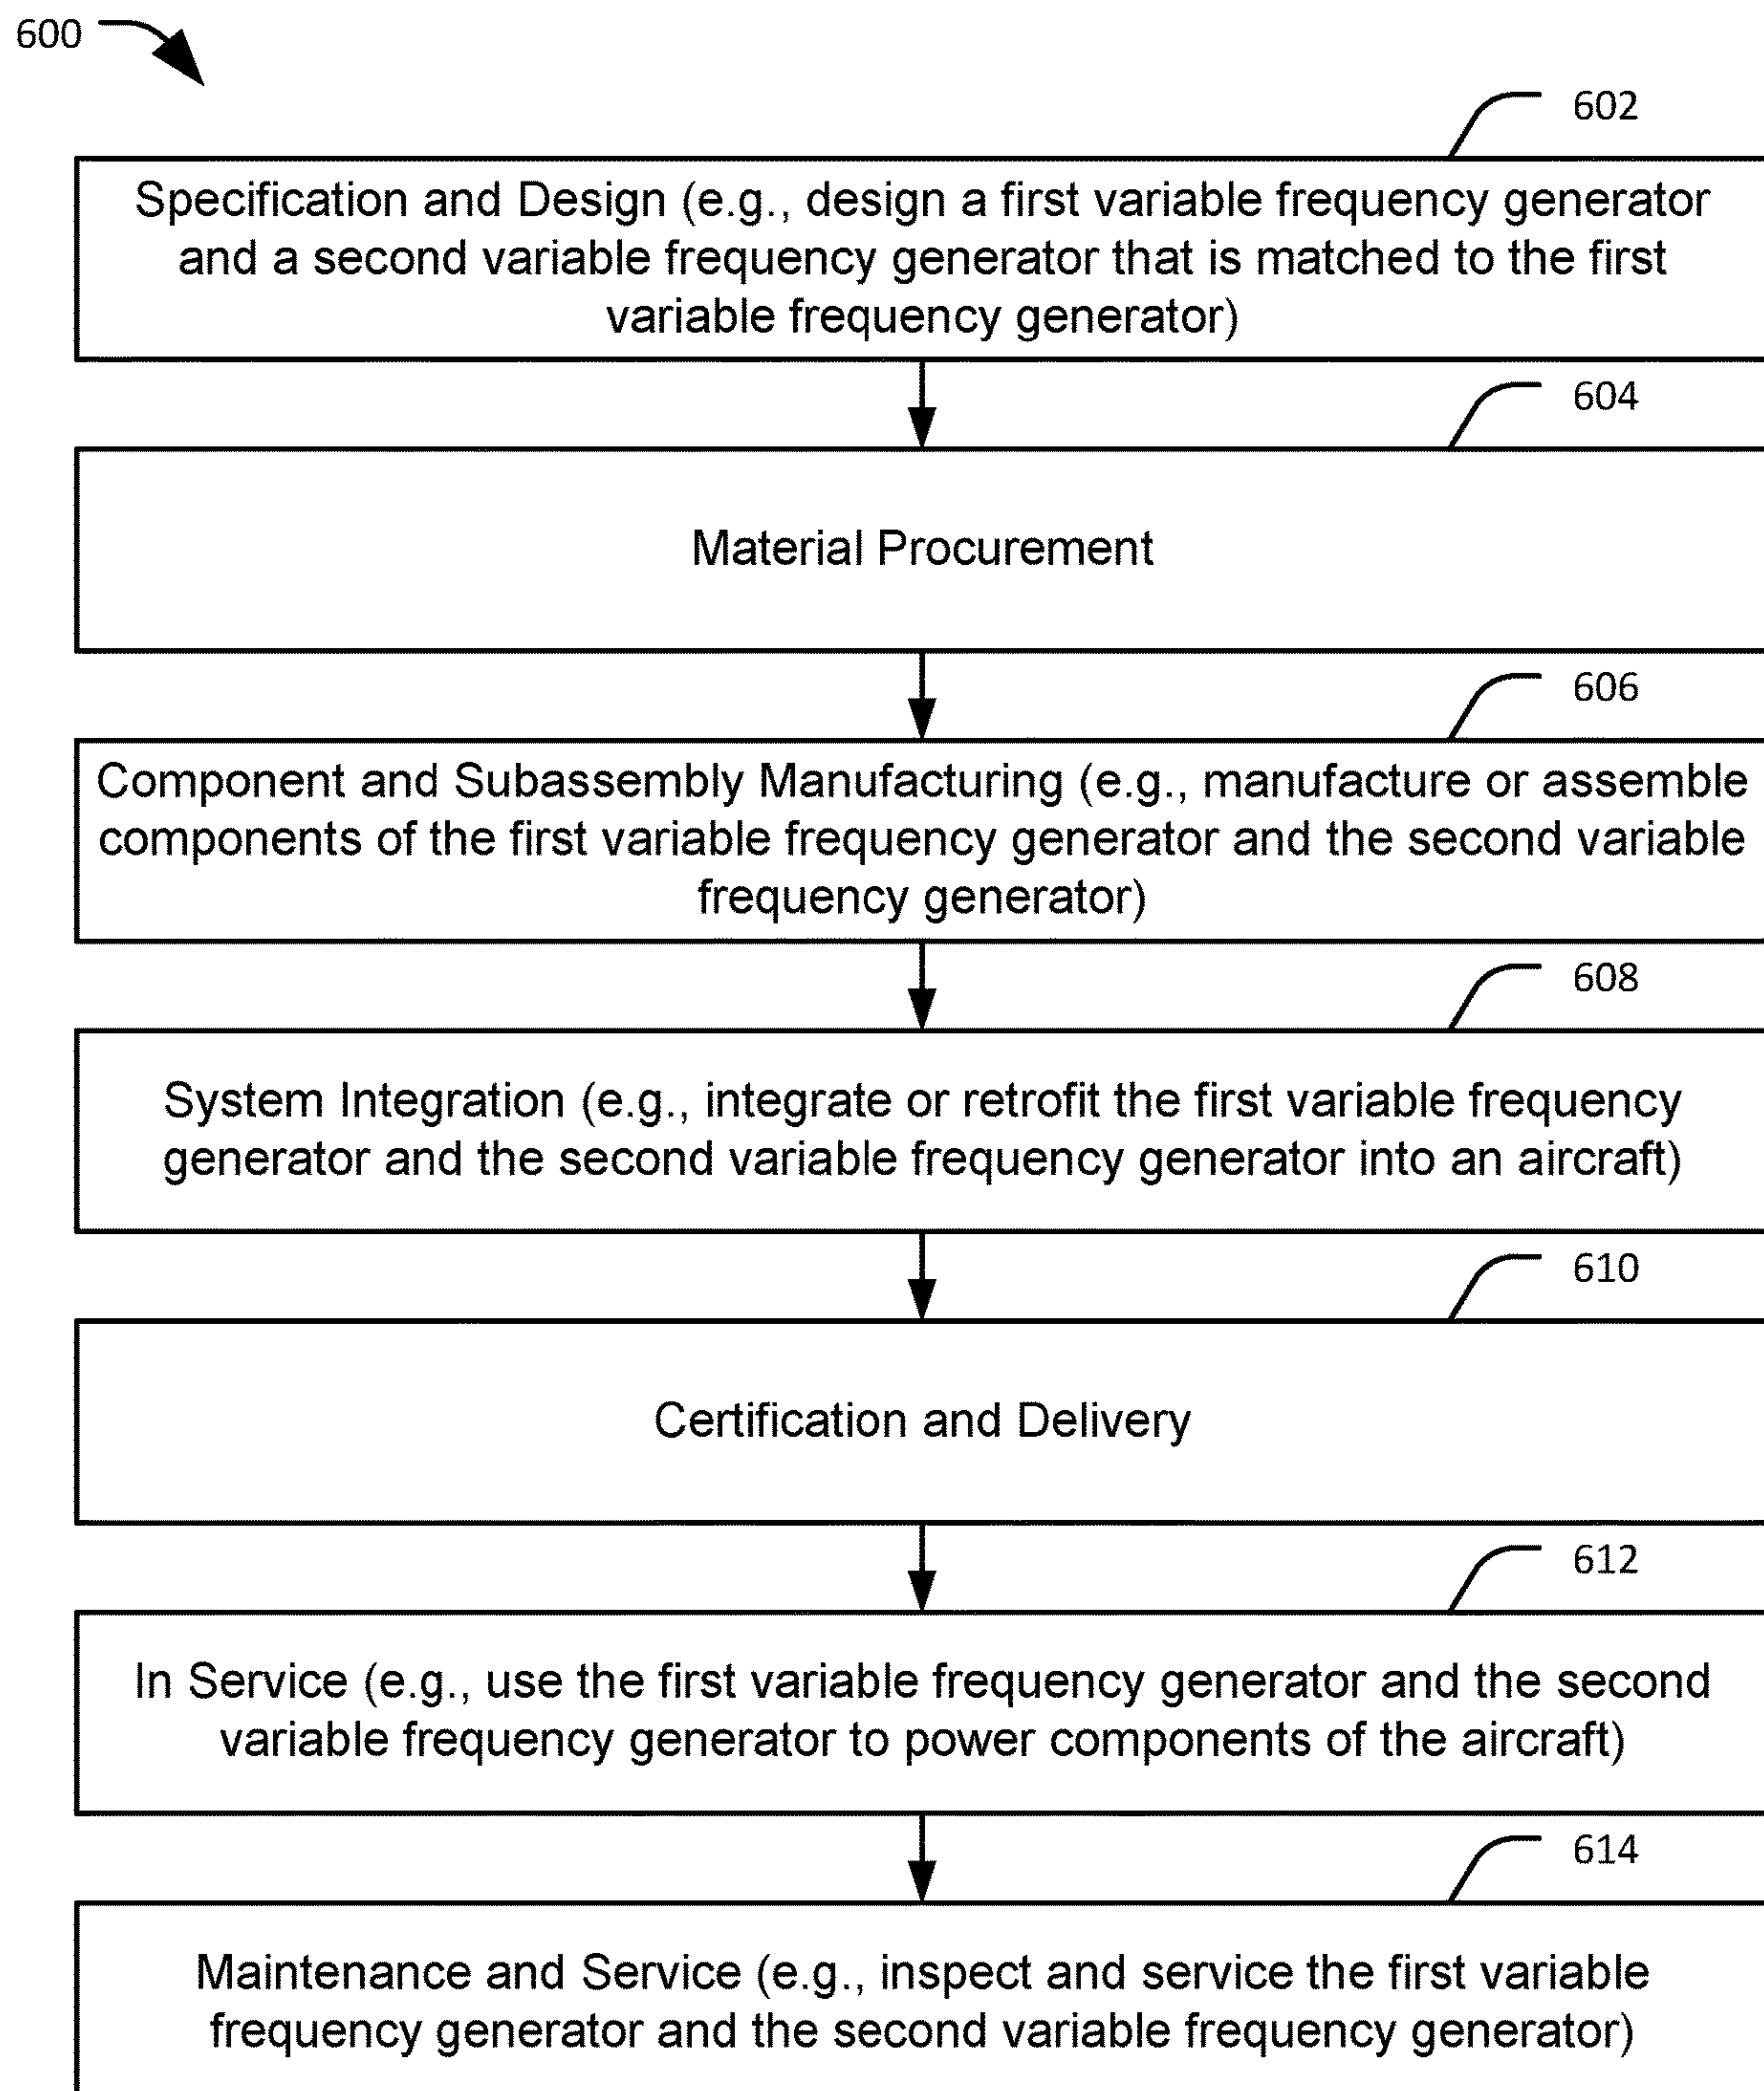 600
602
Specification and Design (e.g., design a first variable frequency generator
and a second variable frequency generator that is matched to the first
variable frequency generator)
604
Material Procurement
606
Component and Subassembly Manufacturing (e.g., manufacture or assemble
components of the first variable frequency generator and the second variable
frequency generator)
608
System Integration (e.g., integrate or retrofit the first variable frequency
generator and the second variable frequency generator into an aircraft)
610
Certification and Delivery
612
In Service (e.g., use the first variable frequency generator and the second
variable frequency generator to power components of the aircraft)
614
Maintenance and Service (e.g., inspect and service the first variable
frequency generator and the second variable frequency generator)